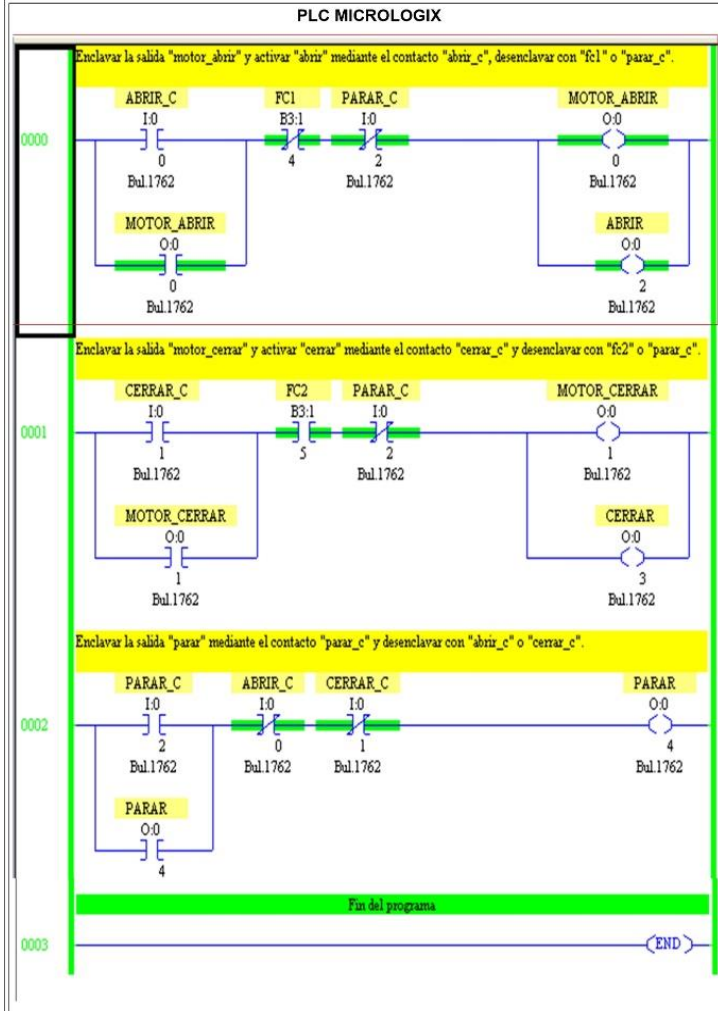 PLC MICROLOGIX
Enclavar la salida "motor_abrir" y activar "abrir" mediante el contacto "abrir_c", desenclavar con "fc1" o "parar_c".
ABRIR_C FC1 PARAR_C MOTOR_ABRIR
I:0 B3:1 I:0 O:0
0000
0 4 2 0
Bul.1762 Bul.1762 Bul.1762
MOTOR_ABRIR ABRIR
O:0 O:0
0 2
Bul.1762 Bul.1762
Enclavar la salida "motor_cerrar" y activar "cerrar" mediante el contacto "cerrar_c" y desenclavar con "fc2" o "parar_c".
CERRAR_C FC2 PARAR_C MOTOR_CERRAR
I:0 B3:1 I:0 O:0
0001
1 5 2 1
Bul.1762 Bul.1762 Bul.1762
MOTOR_CERRAR CERRAR
O:0 O:0
1 3
Bul.1762 Bul.1762
Enclavar la salida "parar" mediante el contacto "parar_c" y desenclavar con "abrir_c" o "cerrar_c".
PARAR_C ABRIR_C CERRAR_C PARAR
I:0 I:0 I:0 O:0
0002
2 0 1 4
Bul.1762 Bul.1762 Bul.1762 Bul.1762
PARAR
O:0
4
Fin del programa
0003 END